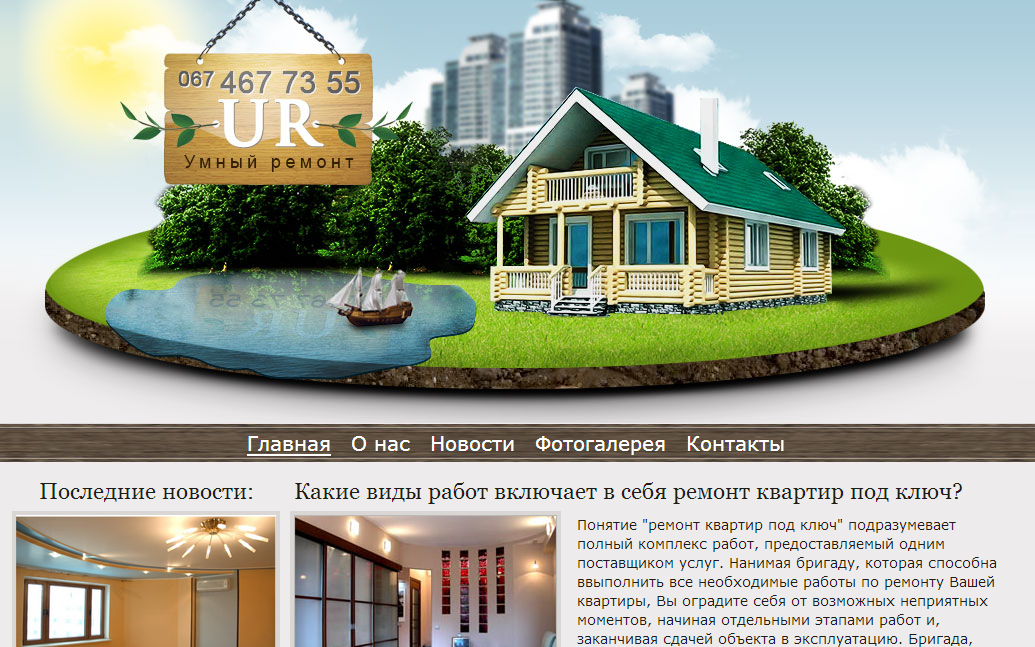 067 467 73 55
UR
Умный ремонт
Главная О нас Новости Фотогалерея Контакты
Последние новости:
Какие виды работ включает в себя ремонт квартир под ключ?
Понятие "ремонт квартир под ключ" подразумевает
полный комплекс работ, предоставляемый одним
поставщиком услуг. Нанимая бригаду, которая способна
ввыполнить все необходимые работы по ремонту Вашей
квартиры, Вы оградите себя от возможных неприятных
моментов, начиная отдельными этапами работ и,
заканчивая сдачей объекта в эксплуатацию. Бригада,